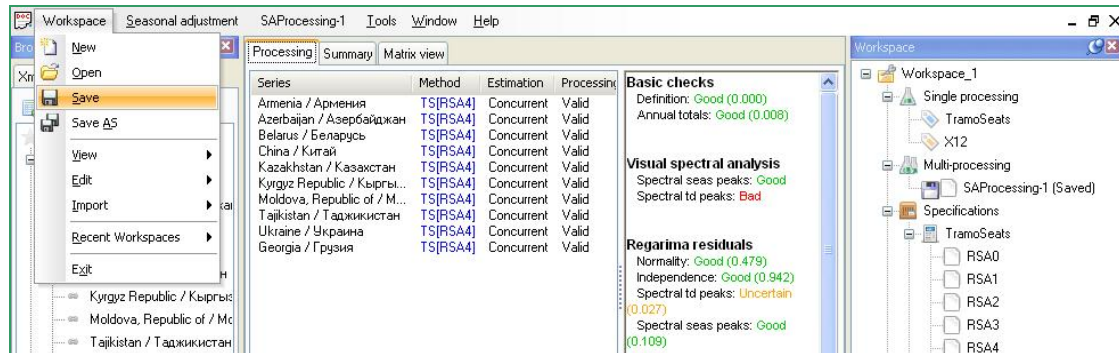 Workspace Seasonal adjustment SAProcessing-1 Tools Window Help
New
Open
Save
Save AS
View
Edit
Import
Recent Workspaces
Exit
Kyrgyz Republic / Кыргыз
Moldova, Republic of / Mo
Tajikistan / Таджикистан
Processing Summary Matrix view
Series Method Estimation Processing
Armenia / Армения TS[RSA4] Concurrent Valid
Azerbaijan / Азербайджан TS[RSA4] Concurrent Valid
Belarus / Беларусь TS[RSA4] Concurrent Valid
China / Китай TS[RSA4] Concurrent Valid
Kazakhstan / Казахстан TS[RSA4] Concurrent Valid
Kyrgyz Republic / Кыргы... TS[RSA4] Concurrent Valid
Moldova, Republic of / М... TS[RSA4] Concurrent Valid
Tajikistan / Таджикистан TS[RSA4] Concurrent Valid
Ukraine / Украина TS[RSA4] Concurrent Valid
Georgia / Грузия TS[RSA4] Concurrent Valid
Basic checks
Definition: Good (0.000)
Annual totals: Good (0.008)
Visual spectral analysis
Spectral seas peaks: Good
Spectral td peaks: Bad
Regarima residuals
Normality: Good (0.479)
Independence: Good (0.942)
Spectral td peaks: Uncertain
(0.027)
Spectral seas peaks: Good
(0.109)
Workspace
Workspace_1
Single processing
TramoSeats
X12
Multi-processing
SAProcessing-1 (Saved)
Specifications
TramoSeats
RSA0
RSA1
RSA2
RSA3
RSA4